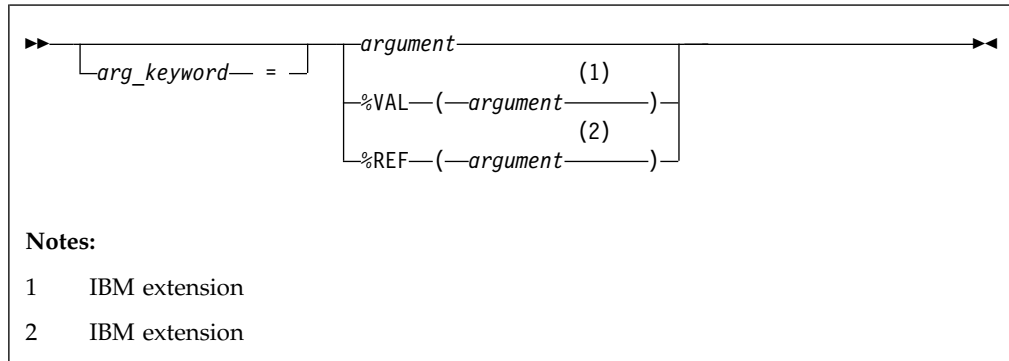 argument
arg_keyword =
(1)
%VAL ( argument )
(2)
%REF ( argument )
Notes:
1 IBM extension
2 IBM extension